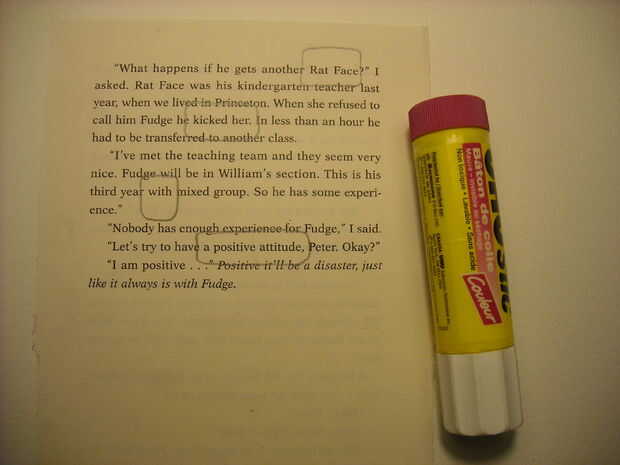 "What happens if he gets another Rat Face?" I
asked. Rat Face was his kindergarten teacher last
year, when we lived in Princeton. When she refused to
call him Fudge he kicked her. In less than an hour he
had to be transferred to another class.
"I've met the teaching team and they seem very
nice. Fudge will be in William's section. This is his
third year with mixed group. So he has some experi-
ence."
"Nobody has enough experience for Fudge," I said.
"Let's try to have a positive attitude, Peter. Okay?"
"I am positive . . ." Positive it'll be a disaster, just
like it always is with Fudge.
Bâton de colle
Non toxique • Lavable • Sans acide
Couleur